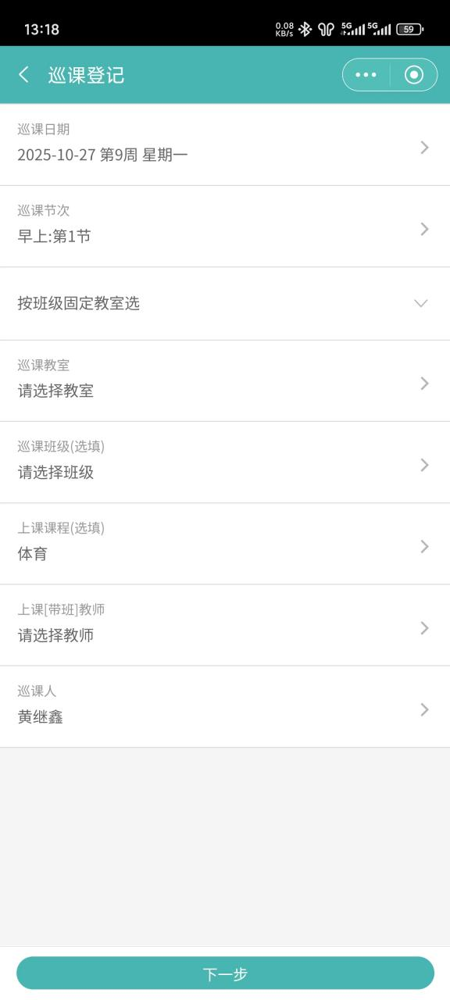 13:18
0.08
KB/s
5G
5G
59
巡课登记
巡课日期
2025-10-27 第9周 星期一
巡课节次
早上:第1节
按班级固定教室选
巡课教室
请选择教室
巡课班级(选填)
请选择班级
上课课程(选填)
体育
上课[带班]教师
请选择教师
巡课人
黄继鑫
下一步